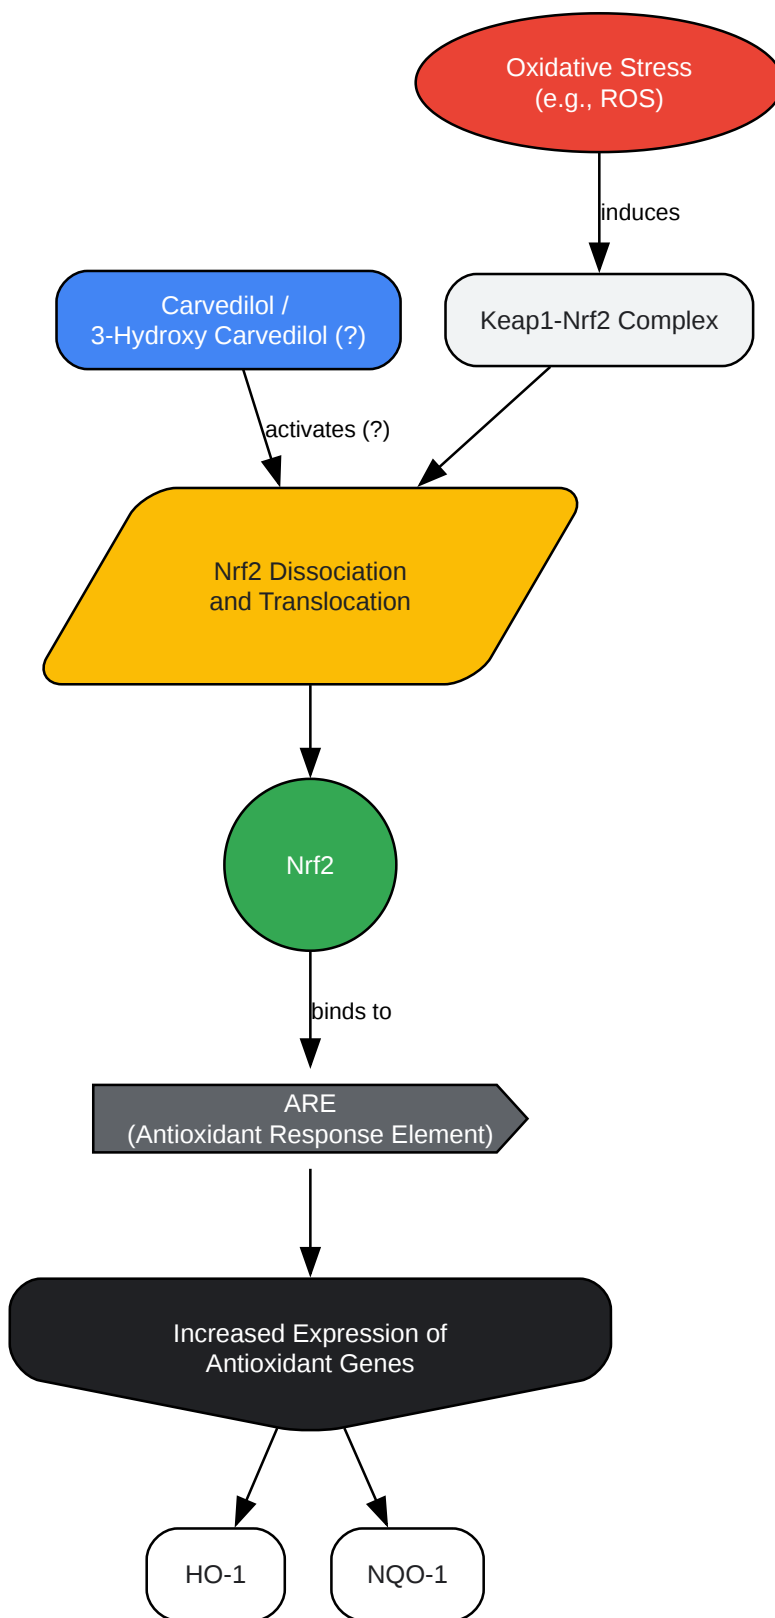 Oxidative Stress
(e.g., ROS)
induces
Carvedilol /
3-Hydroxy Carvedilol (?)
Keap1-Nrf2 Complex
activates (?)
Nrf2 Dissociation
and Translocation
Nrf2
binds to
ARE
(Antioxidant Response Element)
Increased Expression of
Antioxidant Genes
HO-1
NQO-1